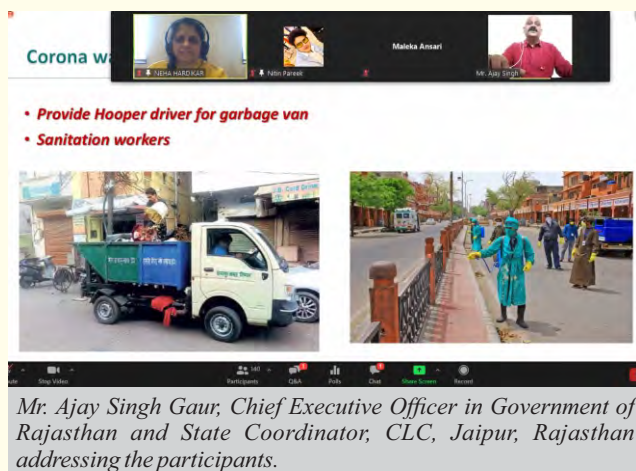 Corona wa
NEHA HARDIKAR
Nitin Pareek
Maleka Ansari
Mr. Ajay Singh
• Provide Hooper driver for garbage van
• Sanitation workers
ute
Stop Video
Participants
140
Q&A
Polls
Chat
Share Screen
Record
Mr. Ajay Singh Gaur, Chief Executive Officer in Government of
Rajasthan and State Coordinator, CLC, Jaipur, Rajasthan
addressing the participants.